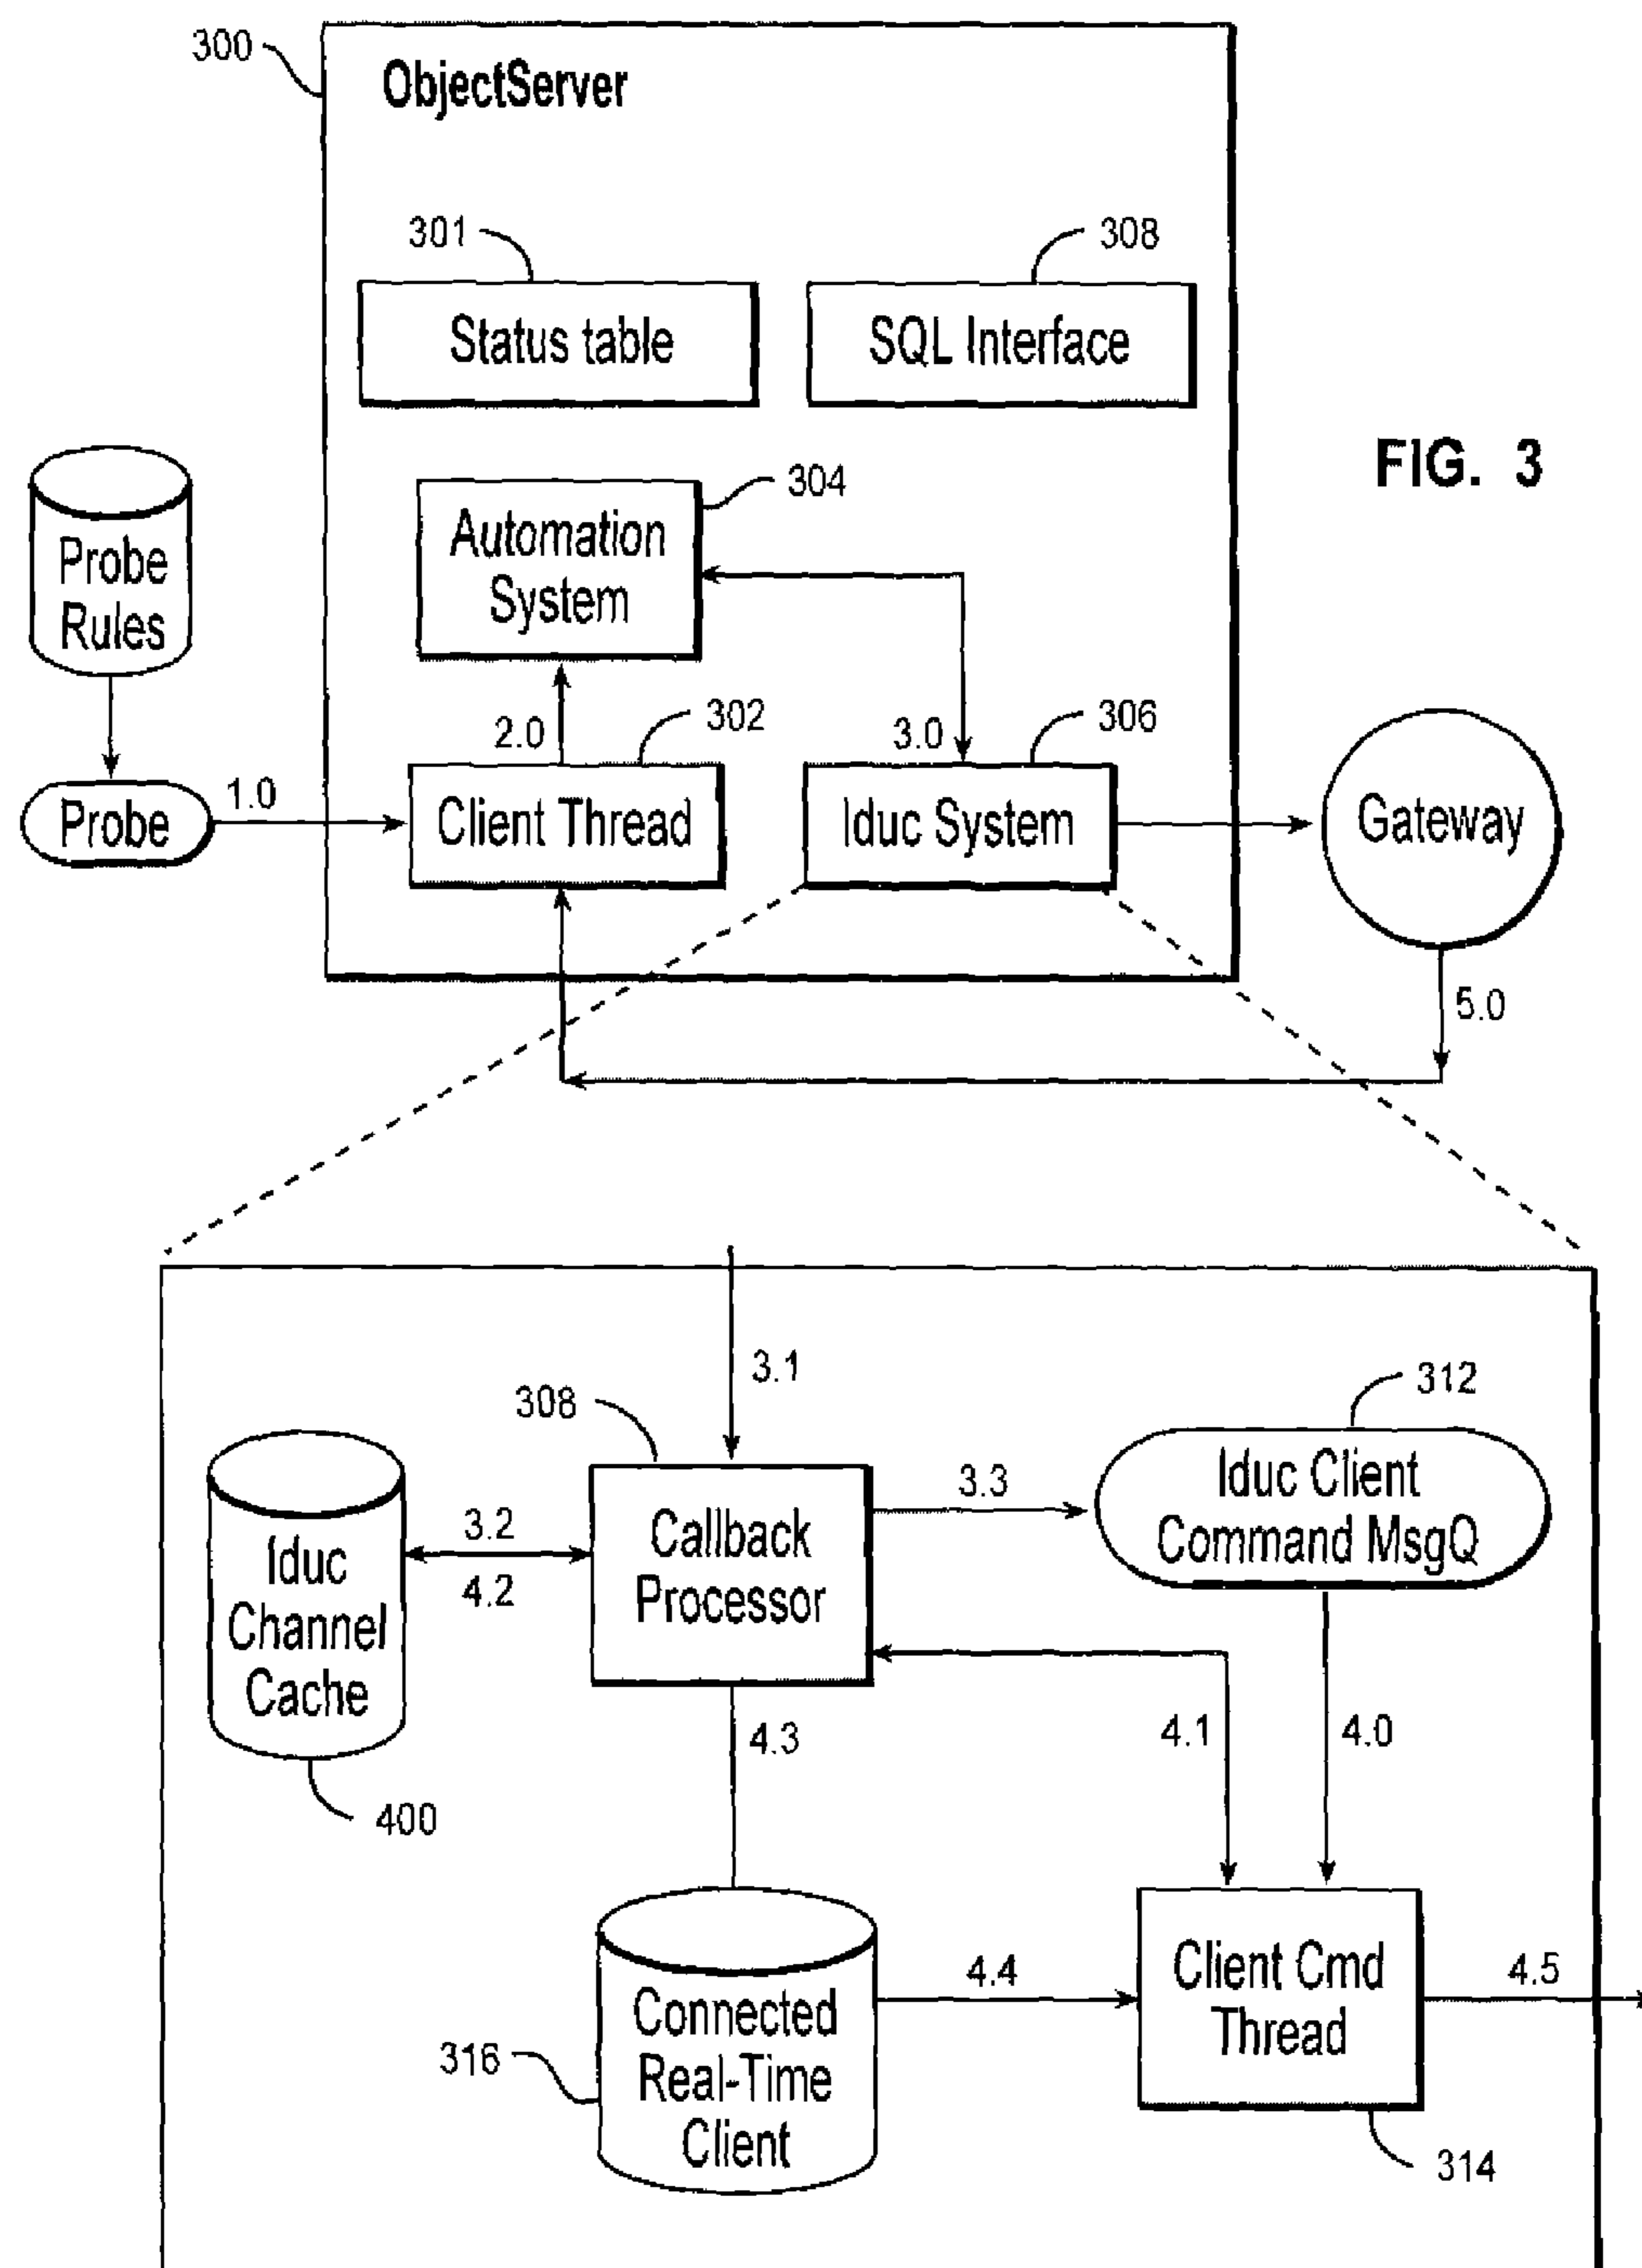 300
ObjectServer
301
308
Status table
SQL Interface
FIG. 3
304
Automation
System
Probe
Rules
2.0
302
3.0
306
Probe
1.0
Client Thread
Iduc System
Gateway
5.0
3.1
308
312
Iduc Client
Command MsgQ
3.3
Callback
Processor
3.2
4.2
Iduc
Channel
Cache
4.3
4.1
4.0
400
Client Cmd
Thread
4.4
4.5
Connected
Real-Time
Client
316
314